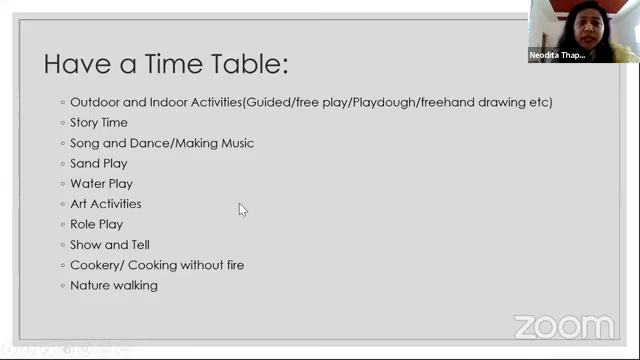 Have a Time Table:
Outdoor and Indoor Activities(Guided/free play/Playdough/freehand drawing etc)
Story Time
Song and Dance/Making Music
Sand Play
Water Play
Art Activities
Role Play
Show and Tell
Cookery/ Cooking without fire
Nature walking
Neodita Thap...
zoom